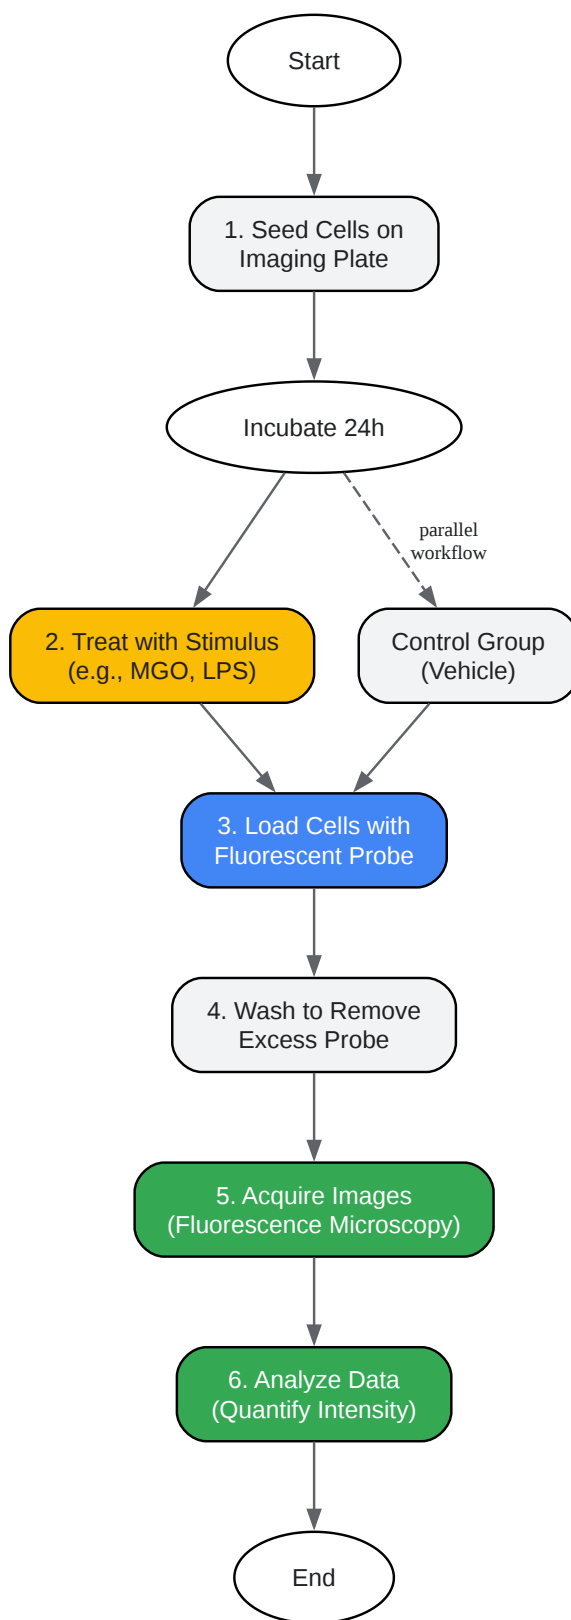 Start
1. Seed Cells on
Imaging Plate
Incubate 24h
parallel
workflow
2. Treat with Stimulus
(e.g., MGO, LPS)
Control Group
(Vehicle)
3. Load Cells with
Fluorescent Probe
4. Wash to Remove
Excess Probe
5. Acquire Images
(Fluorescence Microscopy)
6. Analyze Data
(Quantify Intensity)
End